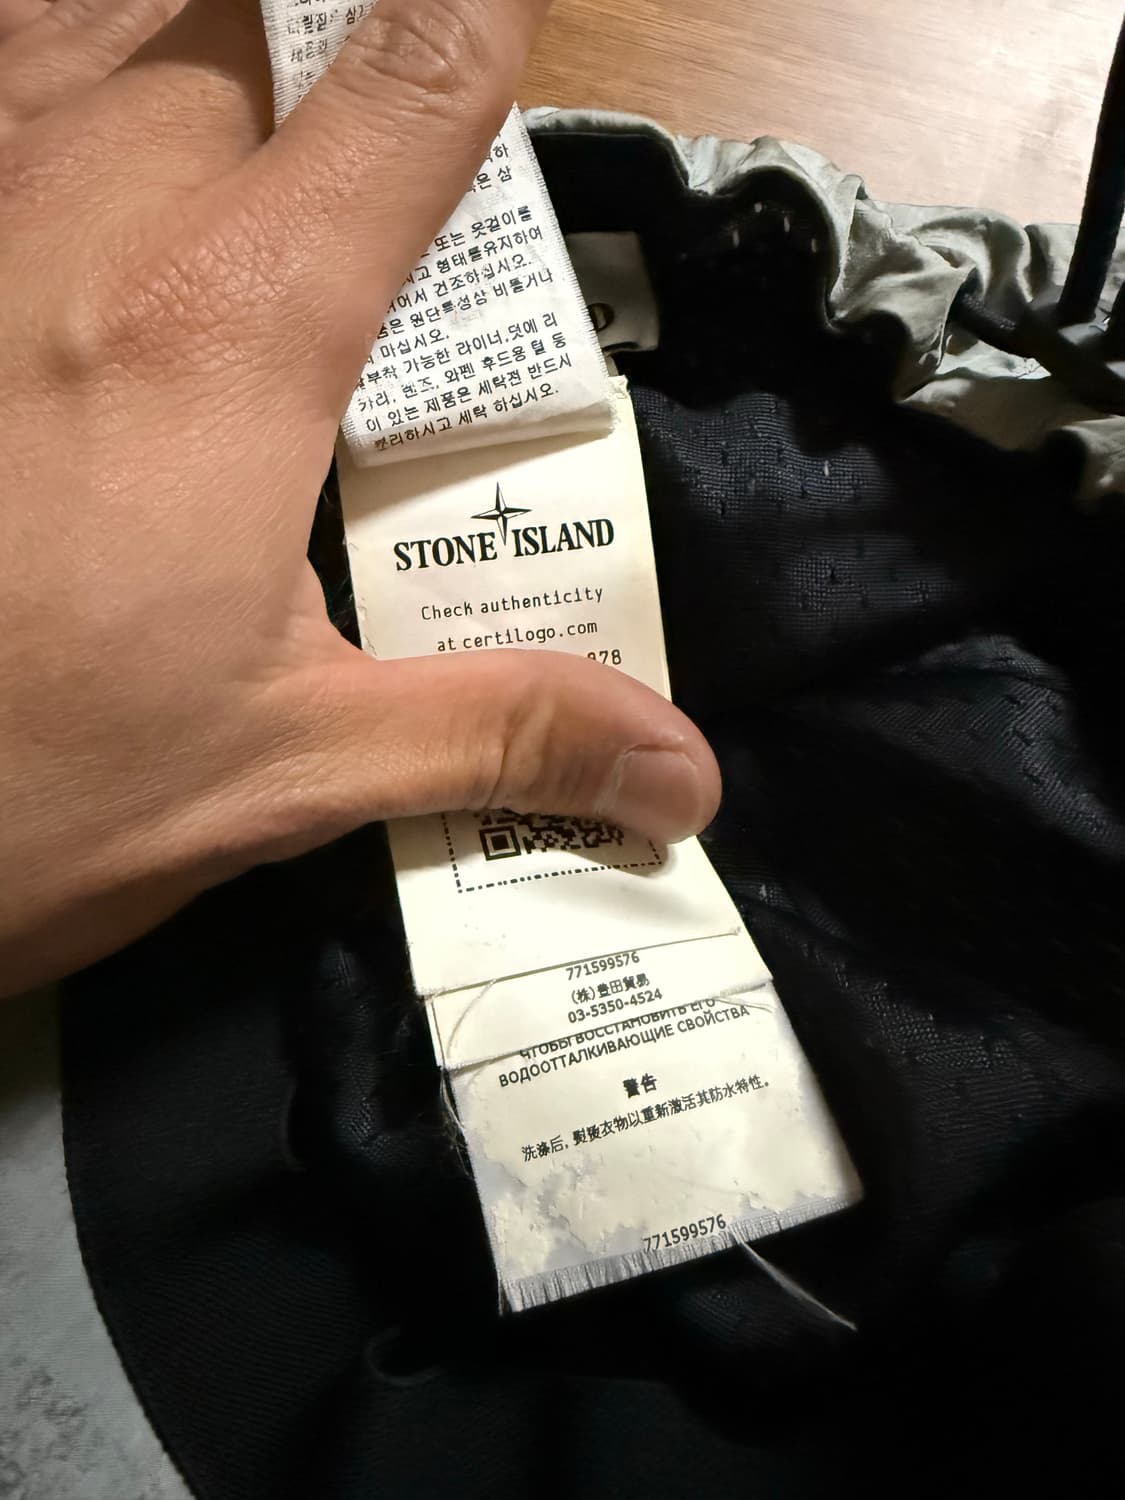 또는 옷걸이를
고 형태를유지하여
어서 건조하십시오.
품은 원단특성상 비틀거나
마십시오.
부착 가능한 라이너,덧에 리
가리, 렌즈, 와펜 후드용 털 등
이 있는 제품은 세탁전 반드시
분리하시고 세탁 하십시오.
STONE ISLAND
Check authenticity
at certilogo.com
878
771599576
(株)豊田貿易
03-5350-4524
ЧТОБЫ ВОССТАНОВИТЬ ЕГО
ВОДООТТАЛКИВАЮЩИЕ СВОЙСТВА
警告
洗涤后, 熨烫衣物以重新激活其防水特性。
771599576